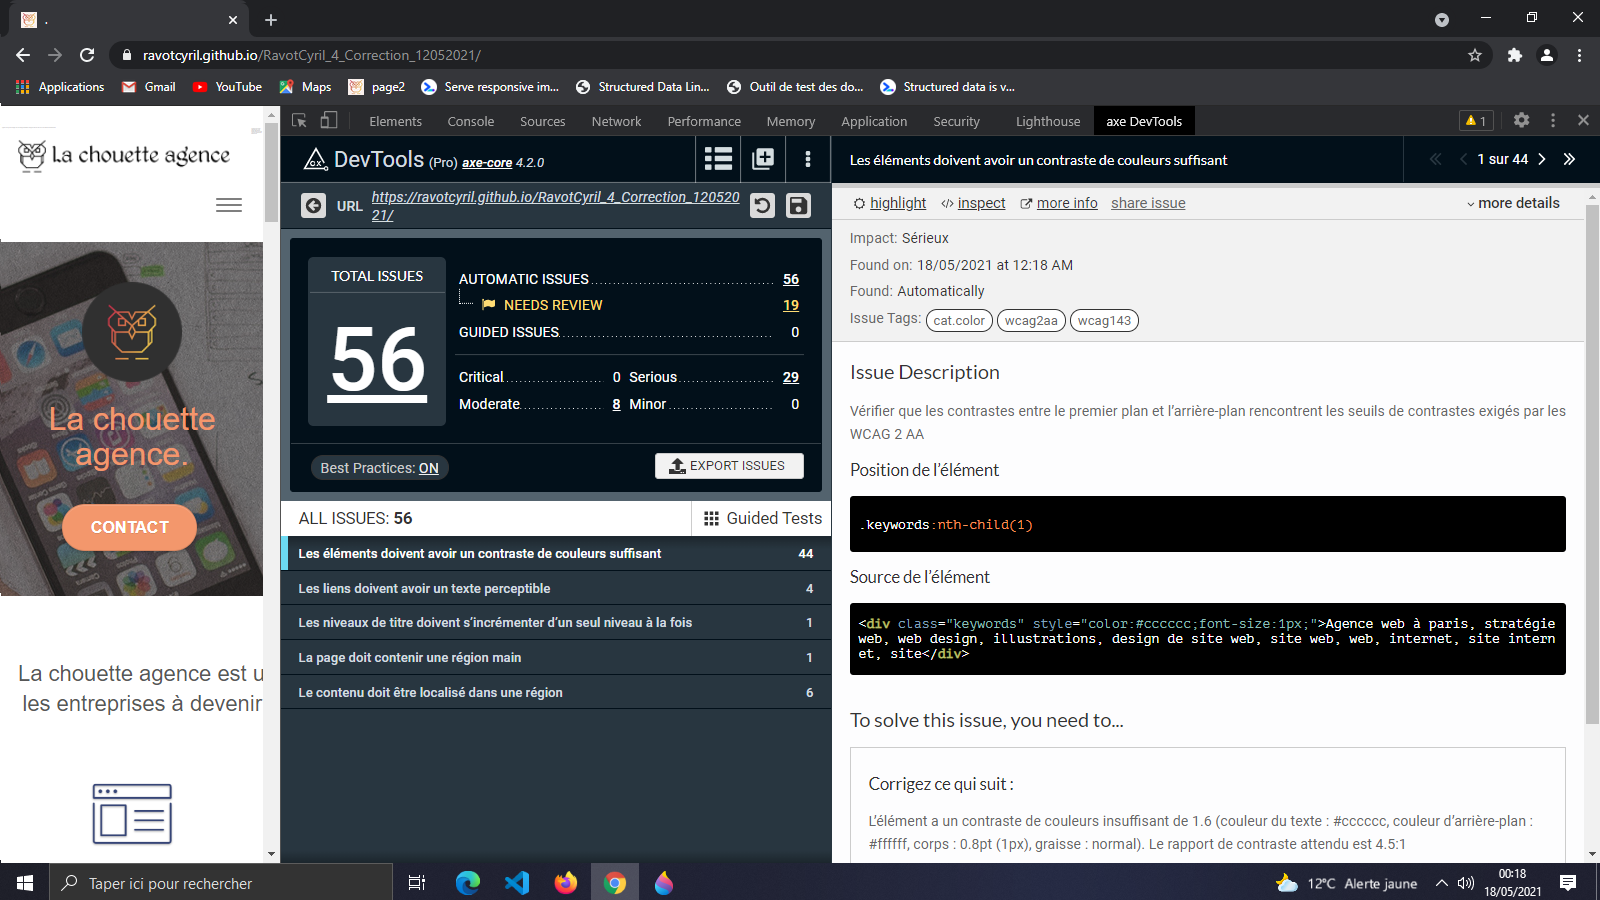 .
ravotcyril.github.io/RavotCyril_4_Correction_12052021/
Applications
Gmail
YouTube
Maps
page2
Serve responsive im...
Structured Data Lin...
Outil de test des do...
Structured data is v...
Elements
Console
Sources
Network
Performance
Memory
Application
Security
Lighthouse
axe DevTools
1
La chouette agence
La chouette
agence.
CONTACT
La chouette agence est u
les entreprises à devenir
DevTools (Pro) axe-core 4.2.0
URL
https://ravotcyril.github.io/RavotCyril_4_Correction_120520
21/
TOTAL ISSUES
56
AUTOMATIC ISSUES 56
NEEDS REVIEW 19
GUIDED ISSUES 0
Critical 0 Serious 29
Moderate 8 Minor 0
Best Practices: ON
EXPORT ISSUES
ALL ISSUES: 56
Guided Tests
Les éléments doivent avoir un contraste de couleurs suffisant 44
Les liens doivent avoir un texte perceptible 4
Les niveaux de titre doivent s’incrémenter d’un seul niveau à la fois 1
La page doit contenir une région main 1
Le contenu doit être localisé dans une région 6
Les éléments doivent avoir un contraste de couleurs suffisant
1 sur 44
highlight
</> inspect
more info
share issue
more details
Impact: Sérieux
Found on: 18/05/2021 at 12:18 AM
Found: Automatically
Issue Tags: cat.color wcag2aa wcag143
Issue Description
Vérifier que les contrastes entre le premier plan et l’arrière-plan rencontrent les seuils de contrastes exigés par les
WCAG 2 AA
Position de l’élément
.keywords:nth-child(1)
Source de l’élément
<div class="keywords" style="color:#cccccc;font-size:1px;">Agence web à paris, stratégie
web, web design, illustrations, design de site web, site web, web, internet, site intern
et, site</div>
To solve this issue, you need to...
Corrigez ce qui suit :
L’élément a un contraste de couleurs insuffisant de 1.6 (couleur du texte : #cccccc, couleur d’arrière-plan :
#ffffff, corps : 0.8pt (1px), graisse : normal). Le rapport de contraste attendu est 4.5:1
Taper ici pour rechercher
12°C Alerte jaune
00:18
18/05/2021